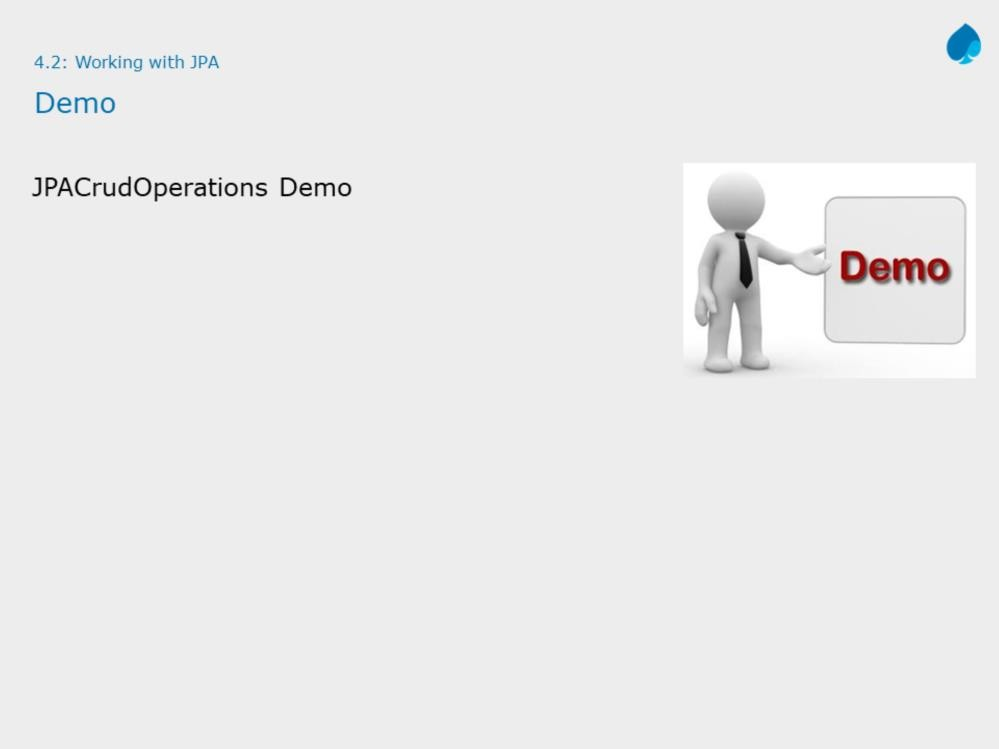 4.2: Working with JPA
Demo
JPACrudOperations Demo
Demo